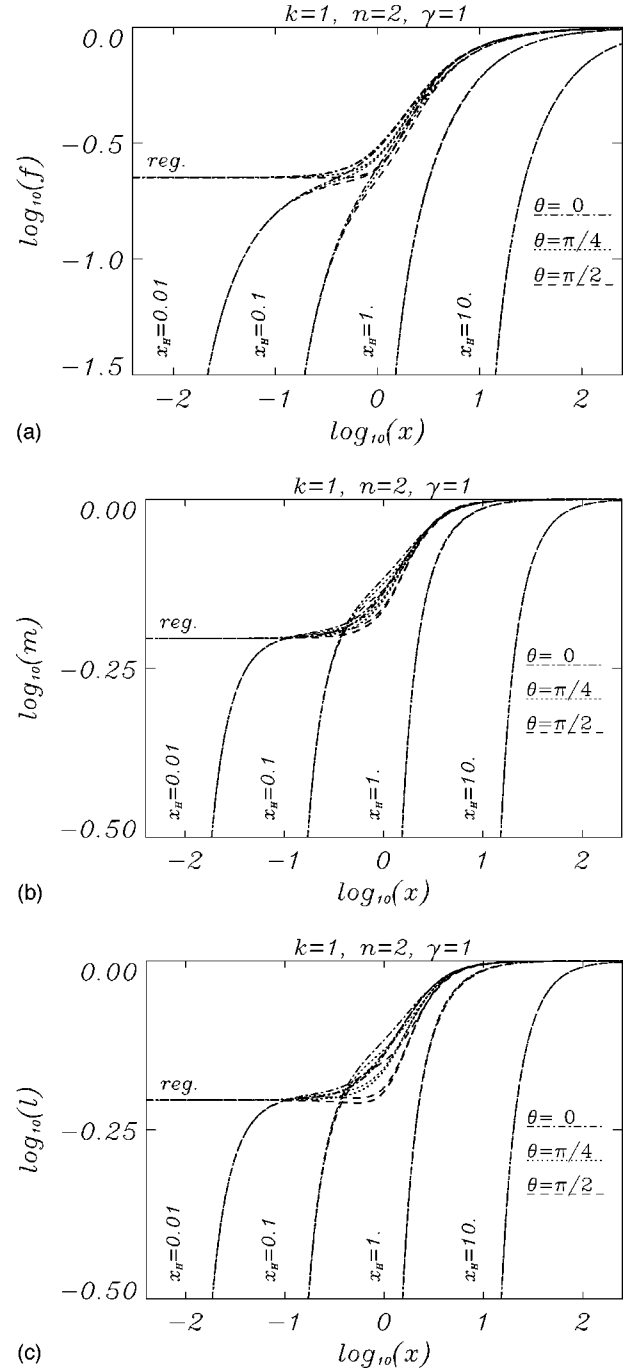 k=1, n=2, γ=1
0.0
-0.5
-1.0
-1.5
log₁₀(f)
reg.
θ= 0
θ=π/4
θ=π/2
x_H=0.01
x_H=0.1
x_H=1.
x_H=10.
-2 -1 0 1 2
(a)
log₁₀(x)
k=1, n=2, γ=1
0.00
-0.25
-0.50
log₁₀(m)
reg.
θ= 0
θ=π/4
θ=π/2
x_H=0.01
x_H=0.1
x_H=1.
x_H=10.
-2 -1 0 1 2
(b)
log₁₀(x)
k=1, n=2, γ=1
0.00
-0.25
-0.50
log₁₀(l)
reg.
θ= 0
θ=π/4
θ=π/2
x_H=0.01
x_H=0.1
x_H=1.
x_H=10.
-2 -1 0 1 2
(c)
log₁₀(x)